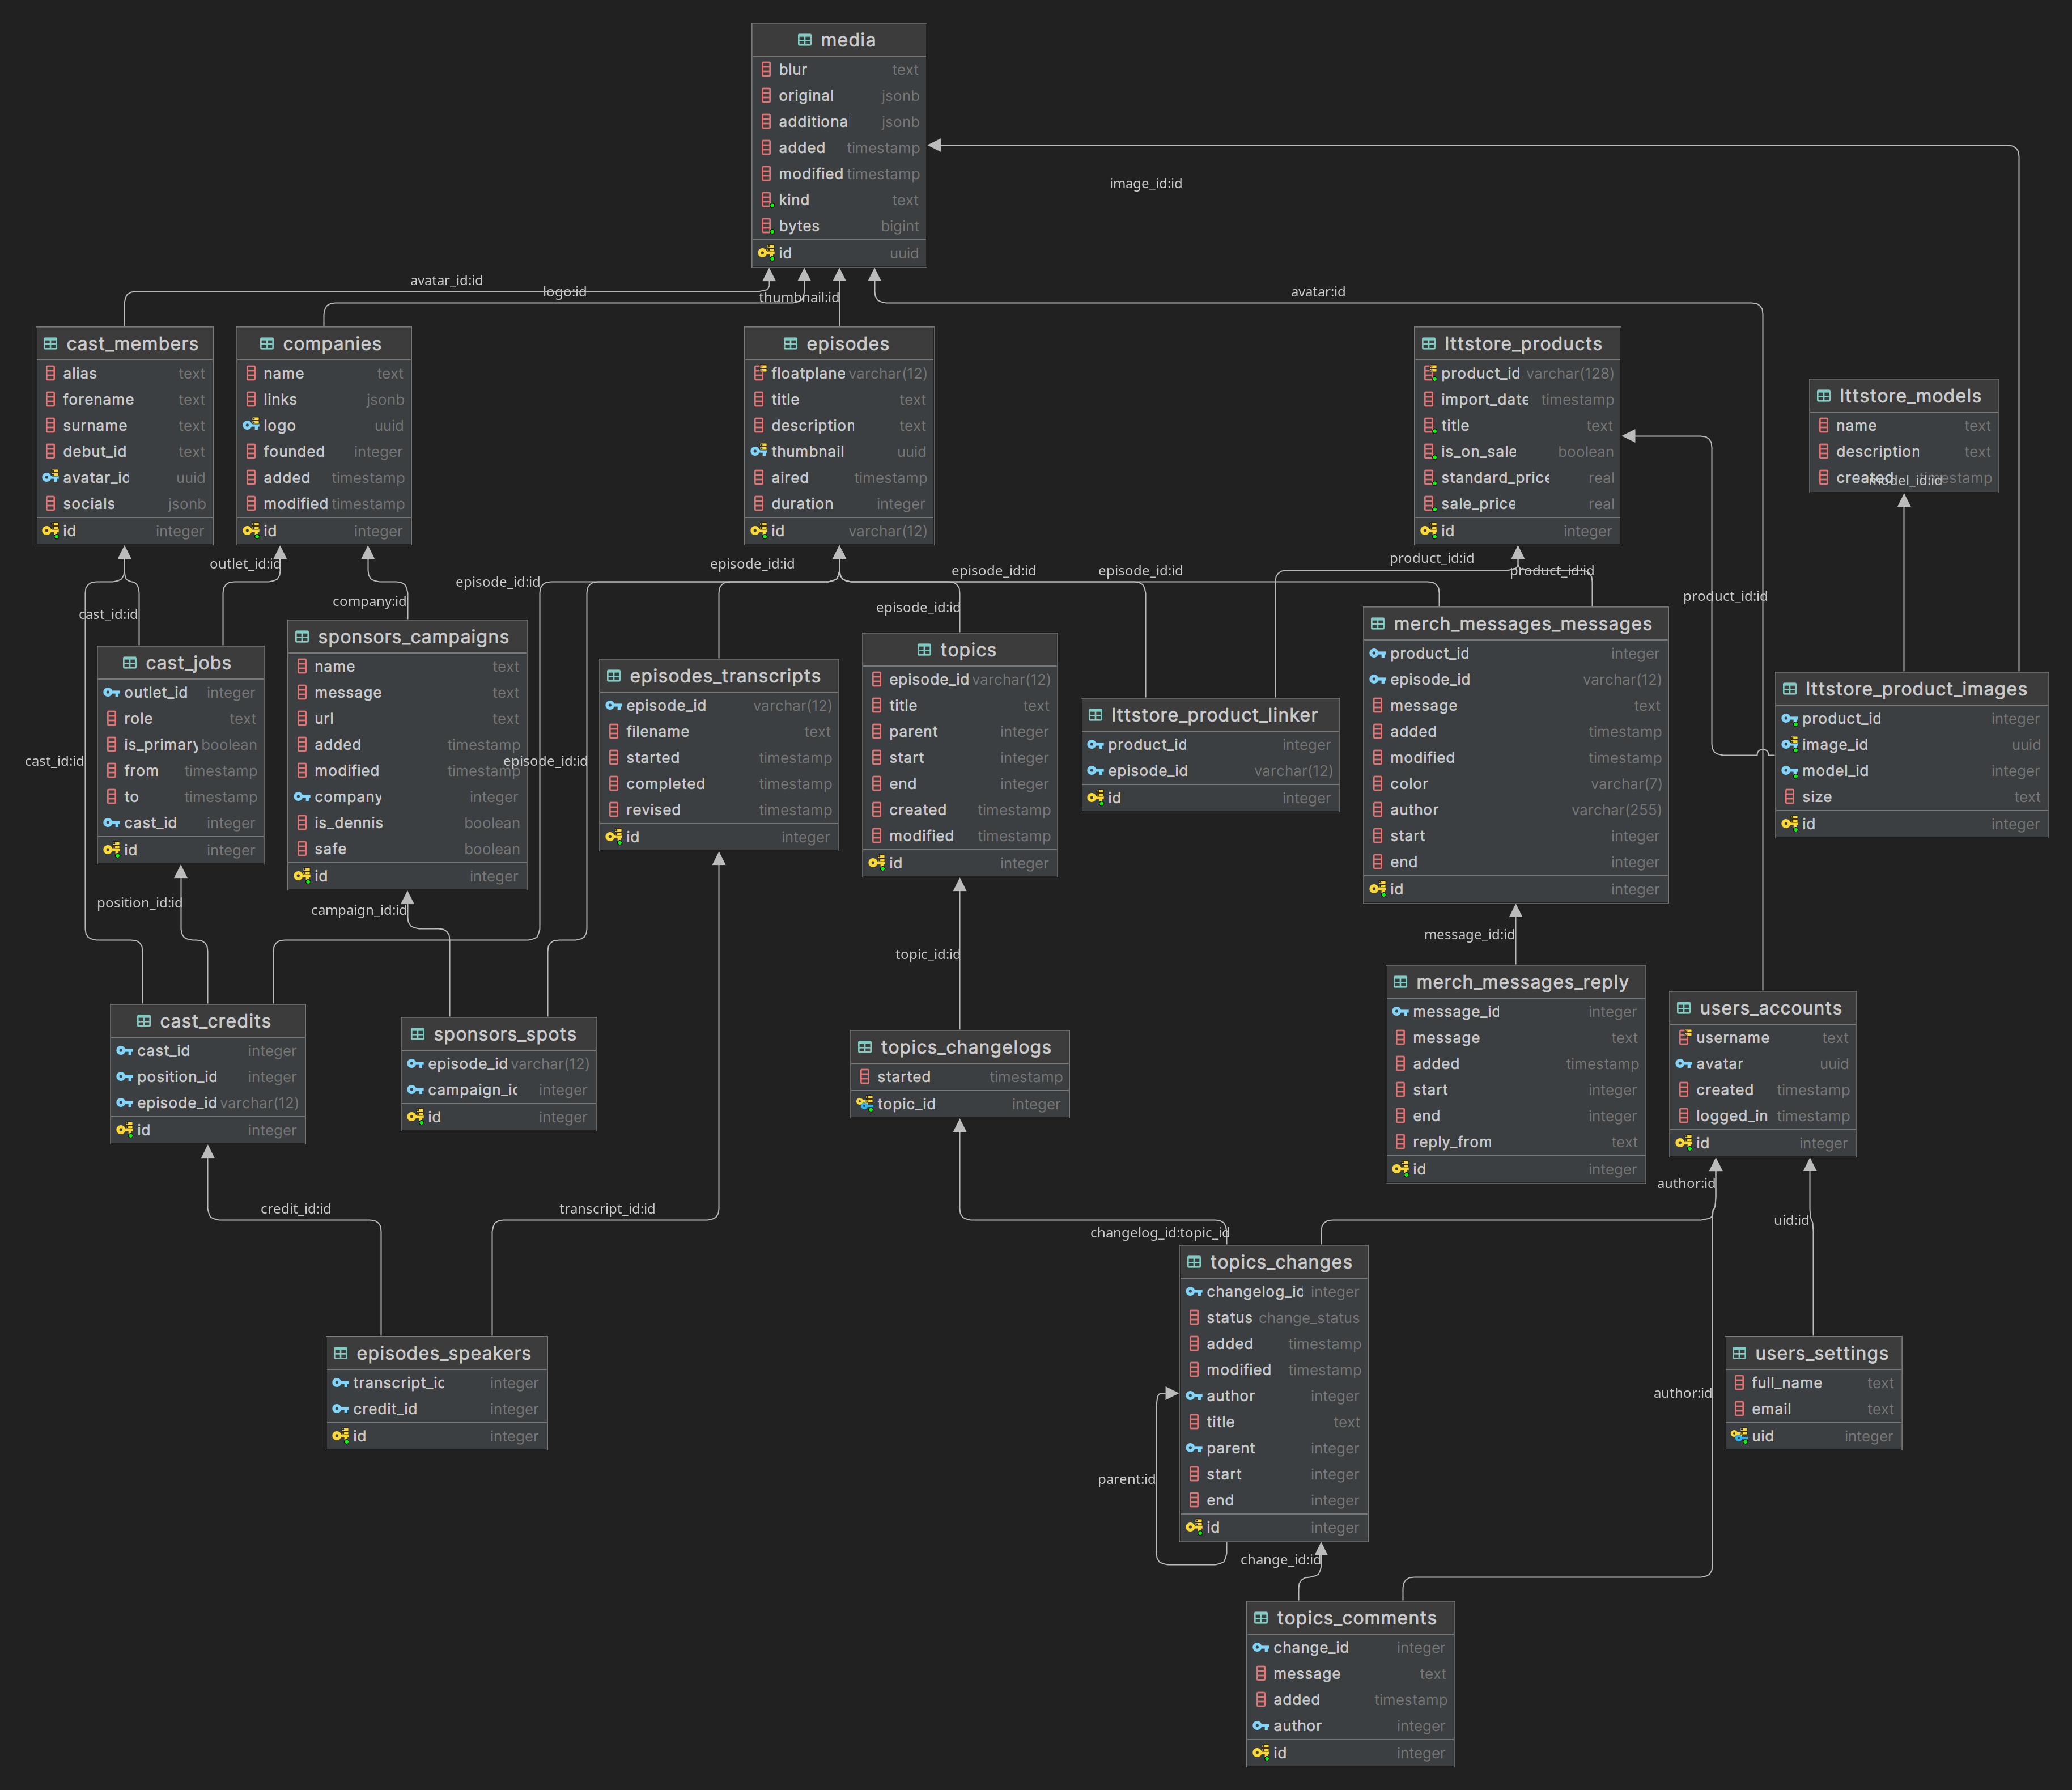 media
blur text
original jsonb
additional jsonb
added timestamp
modified timestamp
kind text
bytes bigint
id uuid
image_id:id
avatar_id:id
logo:id
thumbnail:id
avatar:id
cast_members
alias text
forename text
surname text
debut_id text
avatar_id uuid
socials jsonb
id integer
companies
name text
links jsonb
logo uuid
founded integer
added timestamp
modified timestamp
id integer
episodes
floatplane varchar(12)
title text
description text
thumbnail uuid
aired timestamp
duration integer
id varchar(12)
lttstore_products
product_id varchar(128)
import_date timestamp
title text
is_on_sale boolean
standard_price real
sale_price real
id integer
lttstore_models
name text
description text
created timestamp
model_id:id
outlet_id:id
episode_id:id
episode_id:id
episode_id:id
episode_id:id
product_id:id
product_id:id
product_id:id
cast_id:id
company:id
episode_id:id
cast_jobs
outlet_id integer
role text
is_primary boolean
from timestamp
to timestamp
cast_id integer
id integer
sponsors_campaigns
name text
message text
url text
added timestamp
modified timestamp
company integer
is_dennis boolean
safe boolean
id integer
episodes_transcripts
episode_id varchar(12)
filename text
started timestamp
completed timestamp
revised timestamp
id integer
topics
episode_id varchar(12)
title text
parent integer
start integer
end integer
created timestamp
modified timestamp
id integer
lttstore_product_linker
product_id integer
episode_id varchar(12)
id integer
merch_messages_messages
product_id integer
episode_id varchar(12)
message text
added timestamp
modified timestamp
color varchar(7)
author varchar(255)
start integer
end integer
id integer
lttstore_product_images
product_id integer
image_id uuid
model_id integer
size text
id integer
cast_id:id
episode_id:id
position_id:id
campaign_id:id
topic_id:id
message_id:id
cast_credits
cast_id integer
position_id integer
episode_id varchar(12)
id integer
sponsors_spots
episode_id varchar(12)
campaign_id integer
id integer
topics_changelogs
started timestamp
topic_id integer
merch_messages_reply
message_id integer
message text
added timestamp
start integer
end integer
reply_from text
id integer
users_accounts
username text
avatar uuid
created timestamp
logged_in timestamp
id integer
credit_id:id
transcript_id:id
changelog_id:topic_id
author:id
uid:id
topics_changes
changelog_id integer
status change_status
added timestamp
modified timestamp
author integer
title text
parent integer
start integer
end integer
id integer
episodes_speakers
transcript_id integer
credit_id integer
id integer
users_settings
full_name text
email text
uid integer
author:id
parent:id
change_id:id
topics_comments
change_id integer
message text
added timestamp
author integer
id integer